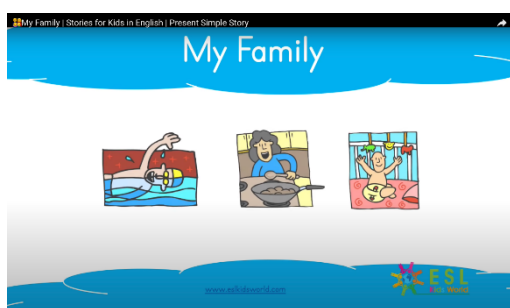 My Family | Stories for Kids in English | Present Simple Story
My Family
www.eslkidsworld.com
ESL
Kids World